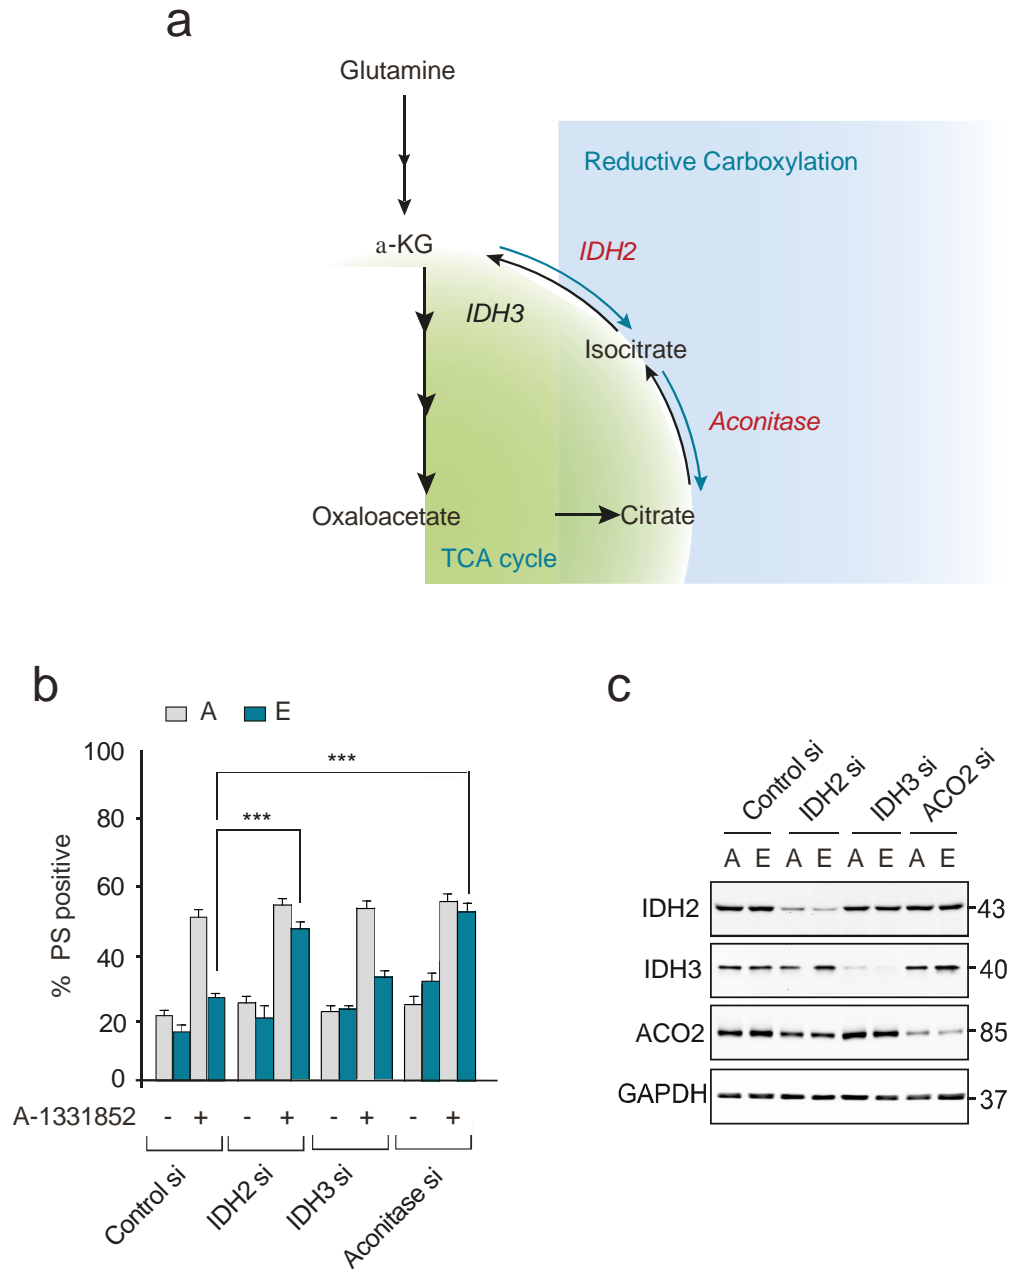 a
Glutamine
Reductive Carboxylation
a-KG
IDH2
IDH3
Isocitrate
Aconitase
Oxaloacetate
Citrate
TCA cycle
b
A E
% PS positive
100
80
60
40
20
0
***
***
A-1331852 - + - + - + - +
Control si
IDH2 si
IDH3 si
Aconitase si
c
Control si
IDH2 si
IDH3 si
ACO2 si
A E A E A E A E
IDH2 -43
IDH3 -40
ACO2 -85
GAPDH -37